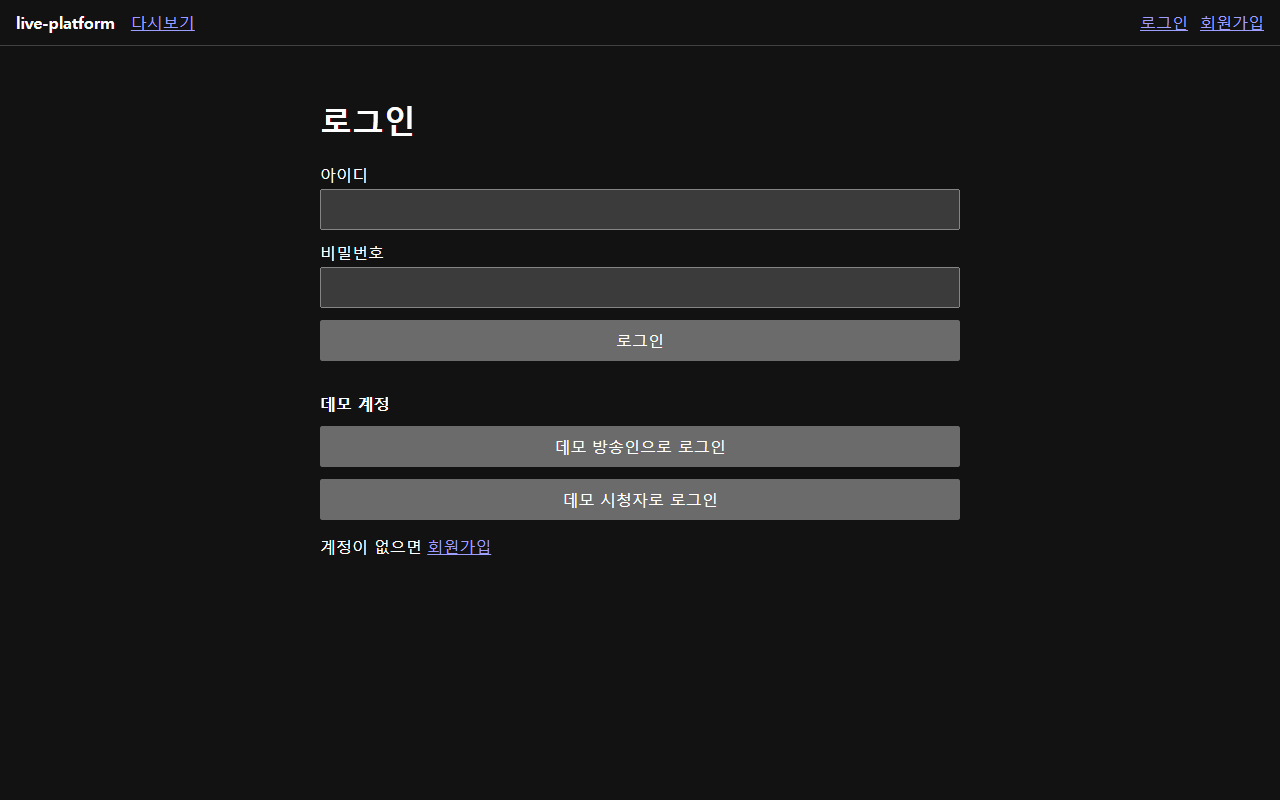 live-platform 다시보기 로그인 회원가입
로그인
아이디
비밀번호
로그인
데모 계정
데모 방송인으로 로그인
데모 시청자로 로그인
계정이 없으면 회원가입